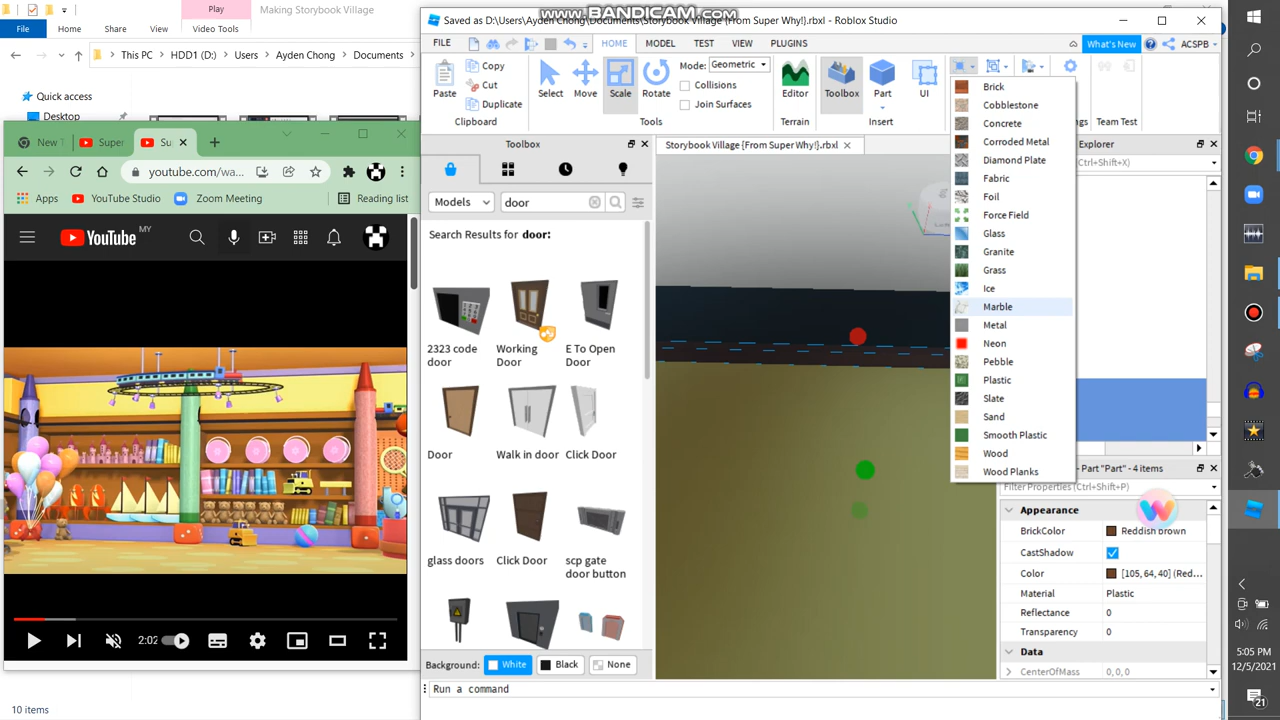 Play
Making Storybook Village
File
Home
Share
View
Video Tools
This PC
HDD1 (D:)
Users
Ayden Chong
Documents
Quick access
Desktop
New T
Super
Su
youtube.com/wa...
Apps
YouTube Studio
Zoom Meeting
Reading list
YouTube
MY
2:02
10 items
www.BANDICAM.com
Saved as D:\Users\Ayden Chong\Documents\Storybook Village (From Super Why!).rbxl - Roblox Studio
FILE
HOME
MODEL
TEST
VIEW
PLUGINS
What's New
ACSPB
Paste
Copy
Cut
Duplicate
Clipboard
Select
Move
Scale
Rotate
Mode: Geometric
Collisions
Join Surfaces
Tools
Editor
Terrain
Toolbox
Part
UI
Insert
Team Test
Toolbox
Models
door
Search Results for door:
2323 code door
Working Door
E To Open Door
Door
Walk in door
Click Door
glass doors
Click Door
scp gate door button
Background:
White
Black
None
Run a command
Storybook Village {From Super Why!}.rbxl
Brick
Cobblestone
Concrete
Corroded Metal
Diamond Plate
Fabric
Foil
Force Field
Glass
Granite
Grass
Ice
Marble
Metal
Neon
Pebble
Plastic
Slate
Sand
Smooth Plastic
Wood
Wood Planks
Explorer
(Ctrl+Shift+X)
- Part "Part" - 4 items
Filter Properties (Ctrl+Shift+P)
Appearance
BrickColor
Reddish brown
CastShadow
Color
[105, 64, 40] (Red...
Material
Plastic
Reflectance
0
Transparency
0
Data
CenterOfMass
0, 0, 0
5:05 PM
12/5/2021
21